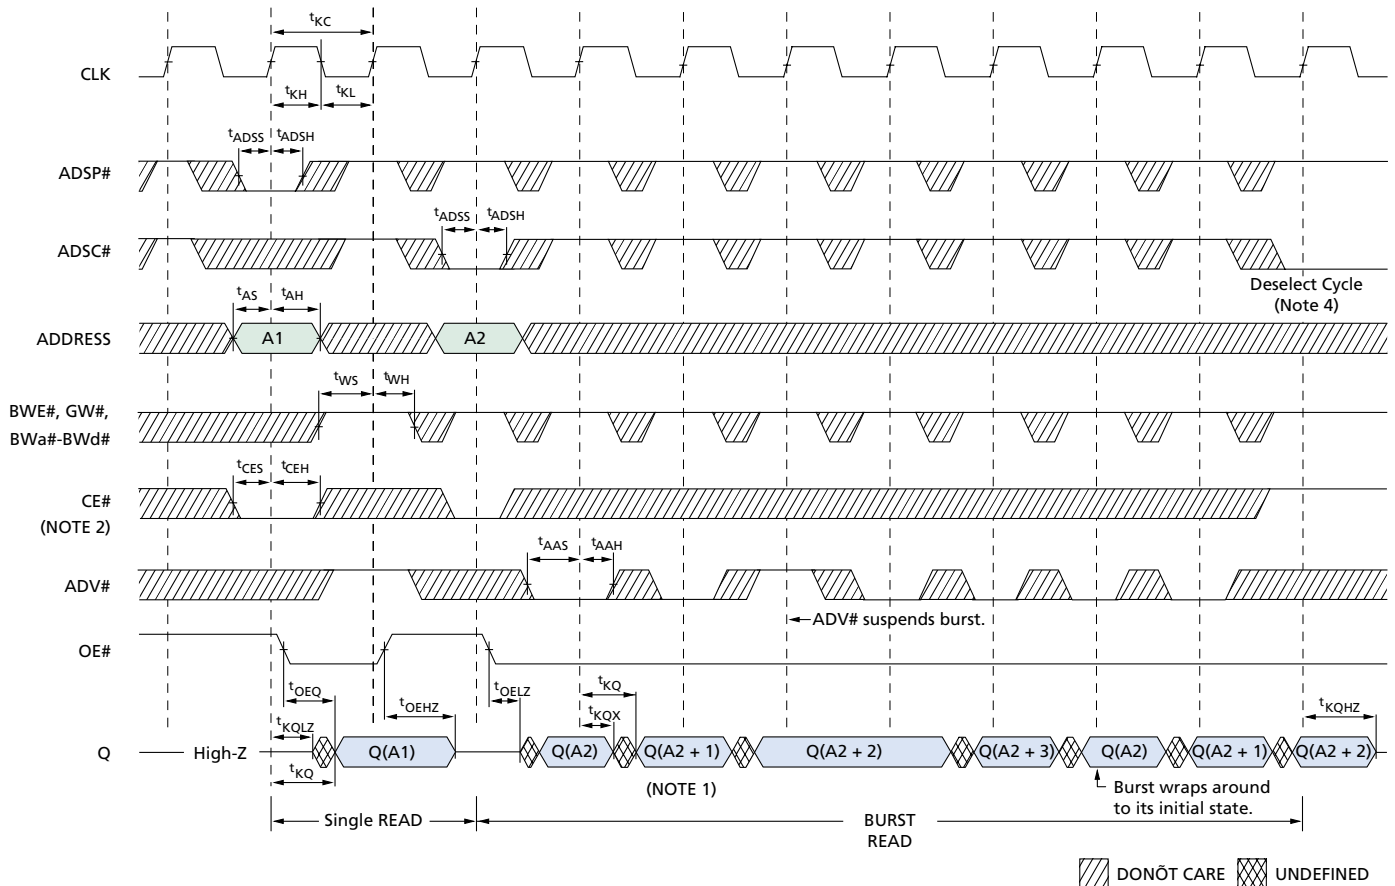 tKC
CLK
tKH tKL
tADSS tADSH
ADSP#
tADSS tADSH
ADSC#
Deselect Cycle
(Note 4)
tAS tAH
ADDRESS A1 A2
tWS tWH
BWE#, GW#,
BWa#-BWd#
tCES tCEH
CE#
(NOTE 2)
tAAS tAAH
ADV#
ADV# suspends burst.
OE#
tOEQ tOEHZ tOELZ tKQ
tKQLZ tKQX tKQHZ
Q High-Z Q(A1) Q(A2) Q(A2 + 1) Q(A2 + 2) Q(A2 + 3) Q(A2) Q(A2 + 1) Q(A2 + 2)
tKQ
(NOTE 1)
Burst wraps around
to its initial state.
Single READ
BURST
READ
DONÕT CARE UNDEFINED